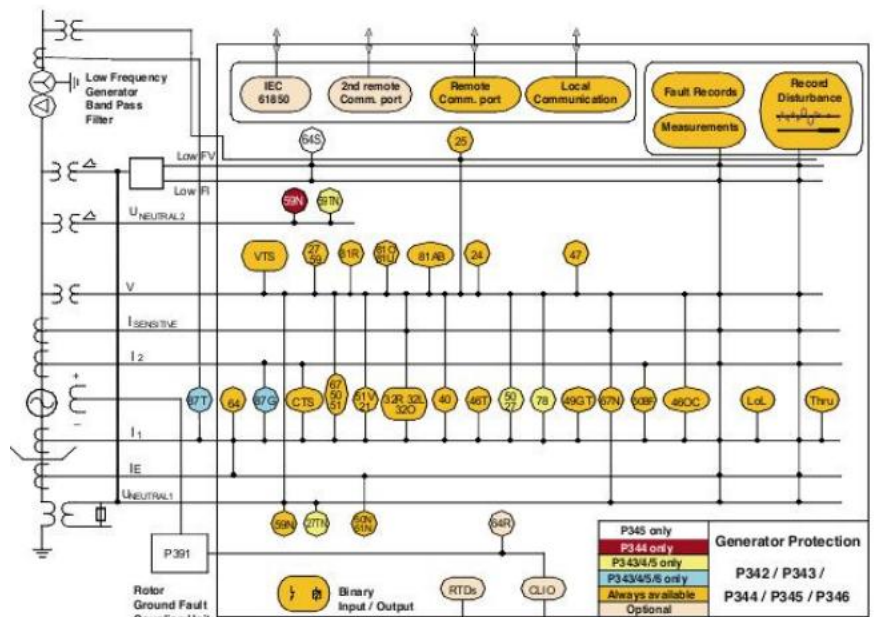 Low Frequency
Generator
Band Pass
Filter
IEC
61850
2nd remote
Comm. port
Remote
Comm. port
Local
Communication
Fault Records
Measurements
Record
Disturbance
64S
25
Low FV
Low FI
59N
59TN
UNEUTRAL2
VTS
27
59
81R
81O
81U
81AB
24
47
V
ISENSITIVE
I2
+
87T
64
87G
CTS
67
50
51
51V
21
32R 32L
32O
40
46T
50
27
78
49GT
67N
50BF
46OC
LoL
Thru
−
I1
IE
UNEUTRAL1
59N
27TN
50N
51N
64R
P391
Rotor
Ground Fault
Coupling Unit
Binary
Input / Output
RTDs
CLIO
P345 only
P344 only
P343/4/5 only
P343/4/5/6 only
Always available
Optional
Generator Protection
P342 / P343 /
P344 / P345 / P346